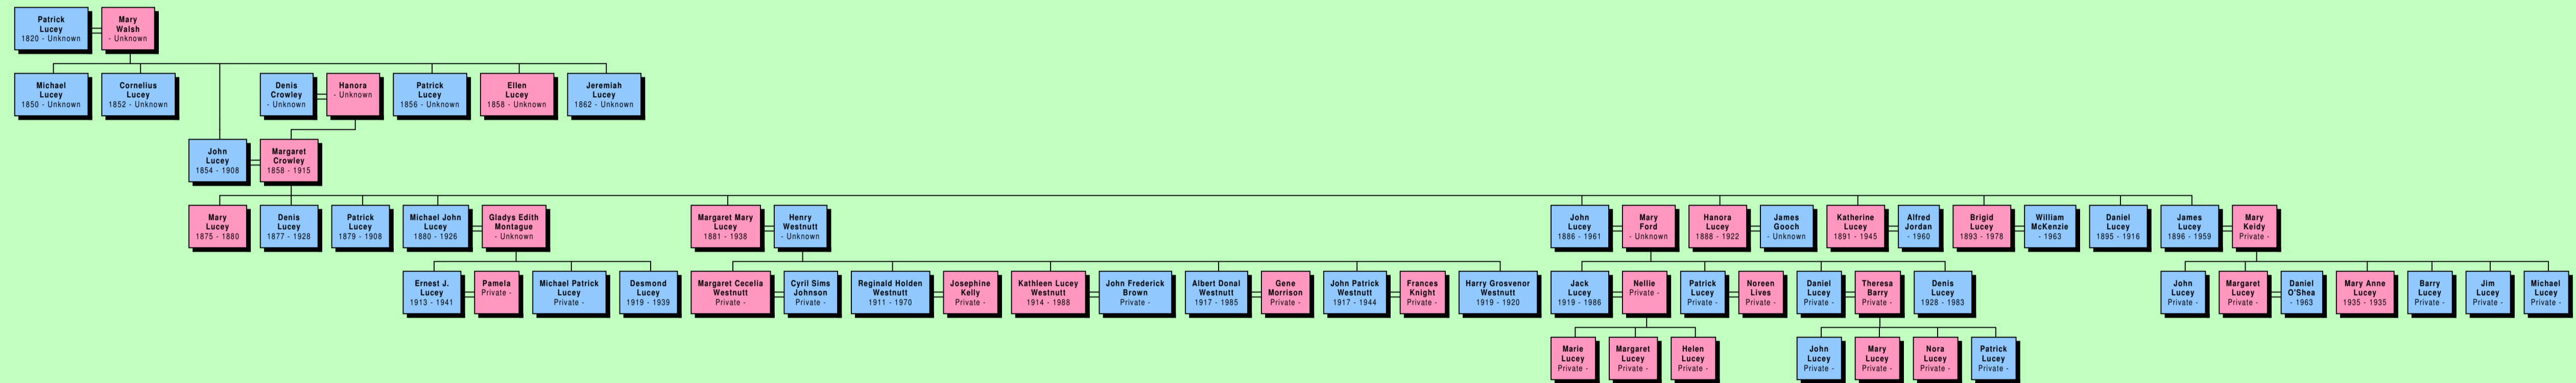 Patrick
Lucey
1820 - Unknown
Mary
Walsh
- Unknown
Michael
Lucey
1850 - Unknown
Cornelius
Lucey
1852 - Unknown
Denis
Crowley
- Unknown
Hanora
- Unknown
Patrick
Lucey
1856 - Unknown
Ellen
Lucey
1858 - Unknown
Jeremiah
Lucey
1862 - Unknown
John
Lucey
1854 - 1908
Margaret
Crowley
1858 - 1915
Mary
Lucey
1875 - 1880
Denis
Lucey
1877 - 1928
Patrick
Lucey
1879 - 1908
Michael John
Lucey
1880 - 1926
Gladys Edith
Montague
- Unknown
Margaret Mary
Lucey
1881 - 1938
Henry
Westnutt
- Unknown
John
Lucey
1886 - 1961
Mary
Ford
- Unknown
Hanora
Lucey
1888 - 1922
James
Gooch
- Unknown
Katherine
Lucey
1891 - 1945
Alfred
Jordan
- 1960
Brigid
Lucey
1893 - 1978
William
McKenzie
- 1963
Daniel
Lucey
1895 - 1916
James
Lucey
1896 - 1959
Mary
Keidy
Private -
Ernest J.
Lucey
1913 - 1941
Pamela
Private -
Michael Patrick
Lucey
Private -
Desmond
Lucey
1919 - 1939
Margaret Cecelia
Westnutt
Private -
Cyril Sims
Johnson
Private -
Reginald Holden
Westnutt
1911 - 1970
Josephine
Kelly
Private -
Kathleen Lucey
Westnutt
1914 - 1988
John Frederick
Brown
Private -
Albert Donal
Westnutt
1917 - 1985
Gene
Morrison
Private -
John Patrick
Westnutt
1917 - 1944
Frances
Knight
Private -
Harry Grosvenor
Westnutt
1919 - 1920
Jack
Lucey
1919 - 1986
Nellie
Private -
Patrick
Lucey
Private -
Noreen
Lives
Private -
Daniel
Lucey
Private -
Theresa
Barry
Private -
Denis
Lucey
1928 - 1983
John
Lucey
Private -
Margaret
Lucey
Private -
Daniel
O'Shea
- 1963
Mary Anne
Lucey
1935 - 1935
Barry
Lucey
Private -
Jim
Lucey
Private -
Michael
Lucey
Private -
Marie
Lucey
Private -
Margaret
Lucey
Private -
Helen
Lucey
Private -
John
Lucey
Private -
Mary
Lucey
Private -
Nora
Lucey
Private -
Patrick
Lucey
Private -